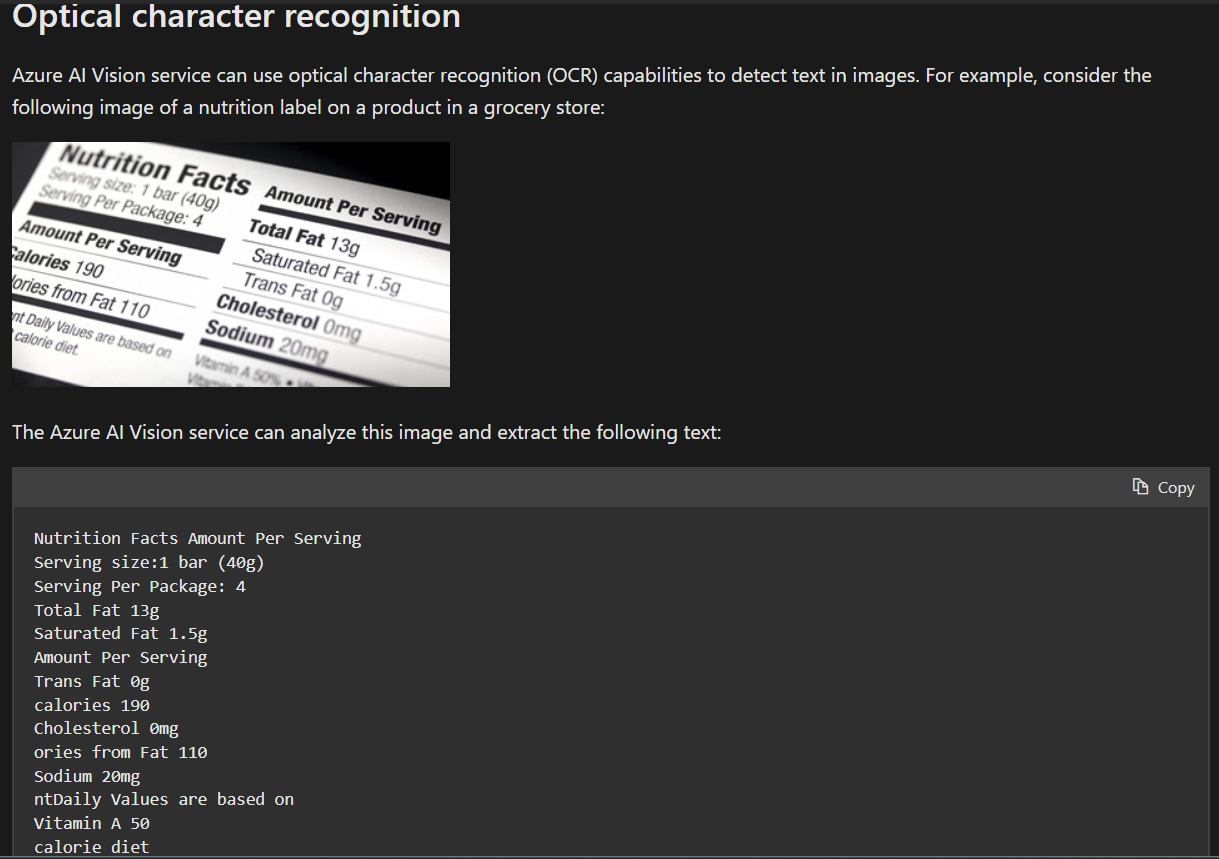 Optical character recognition
Azure AI Vision service can use optical character recognition (OCR) capabilities to detect text in images. For example, consider the
following image of a nutrition label on a product in a grocery store:
Nutrition Facts
Serving size: 1 bar (40g)
Serving Per Package: 4
Amount Per Serving
alories 190
lories from Fat 110
nt Daily Values are based on
calorie diet.
Amount Per Serving
Total Fat 13g
Saturated Fat 1.5g
Trans Fat 0g
Cholesterol 0mg
Sodium 20mg
Vitamin A 50% •
The Azure AI Vision service can analyze this image and extract the following text:
Copy
Nutrition Facts Amount Per Serving
Serving size:1 bar (40g)
Serving Per Package: 4
Total Fat 13g
Saturated Fat 1.5g
Amount Per Serving
Trans Fat 0g
calories 190
Cholesterol 0mg
ories from Fat 110
Sodium 20mg
ntDaily Values are based on
Vitamin A 50
calorie diet